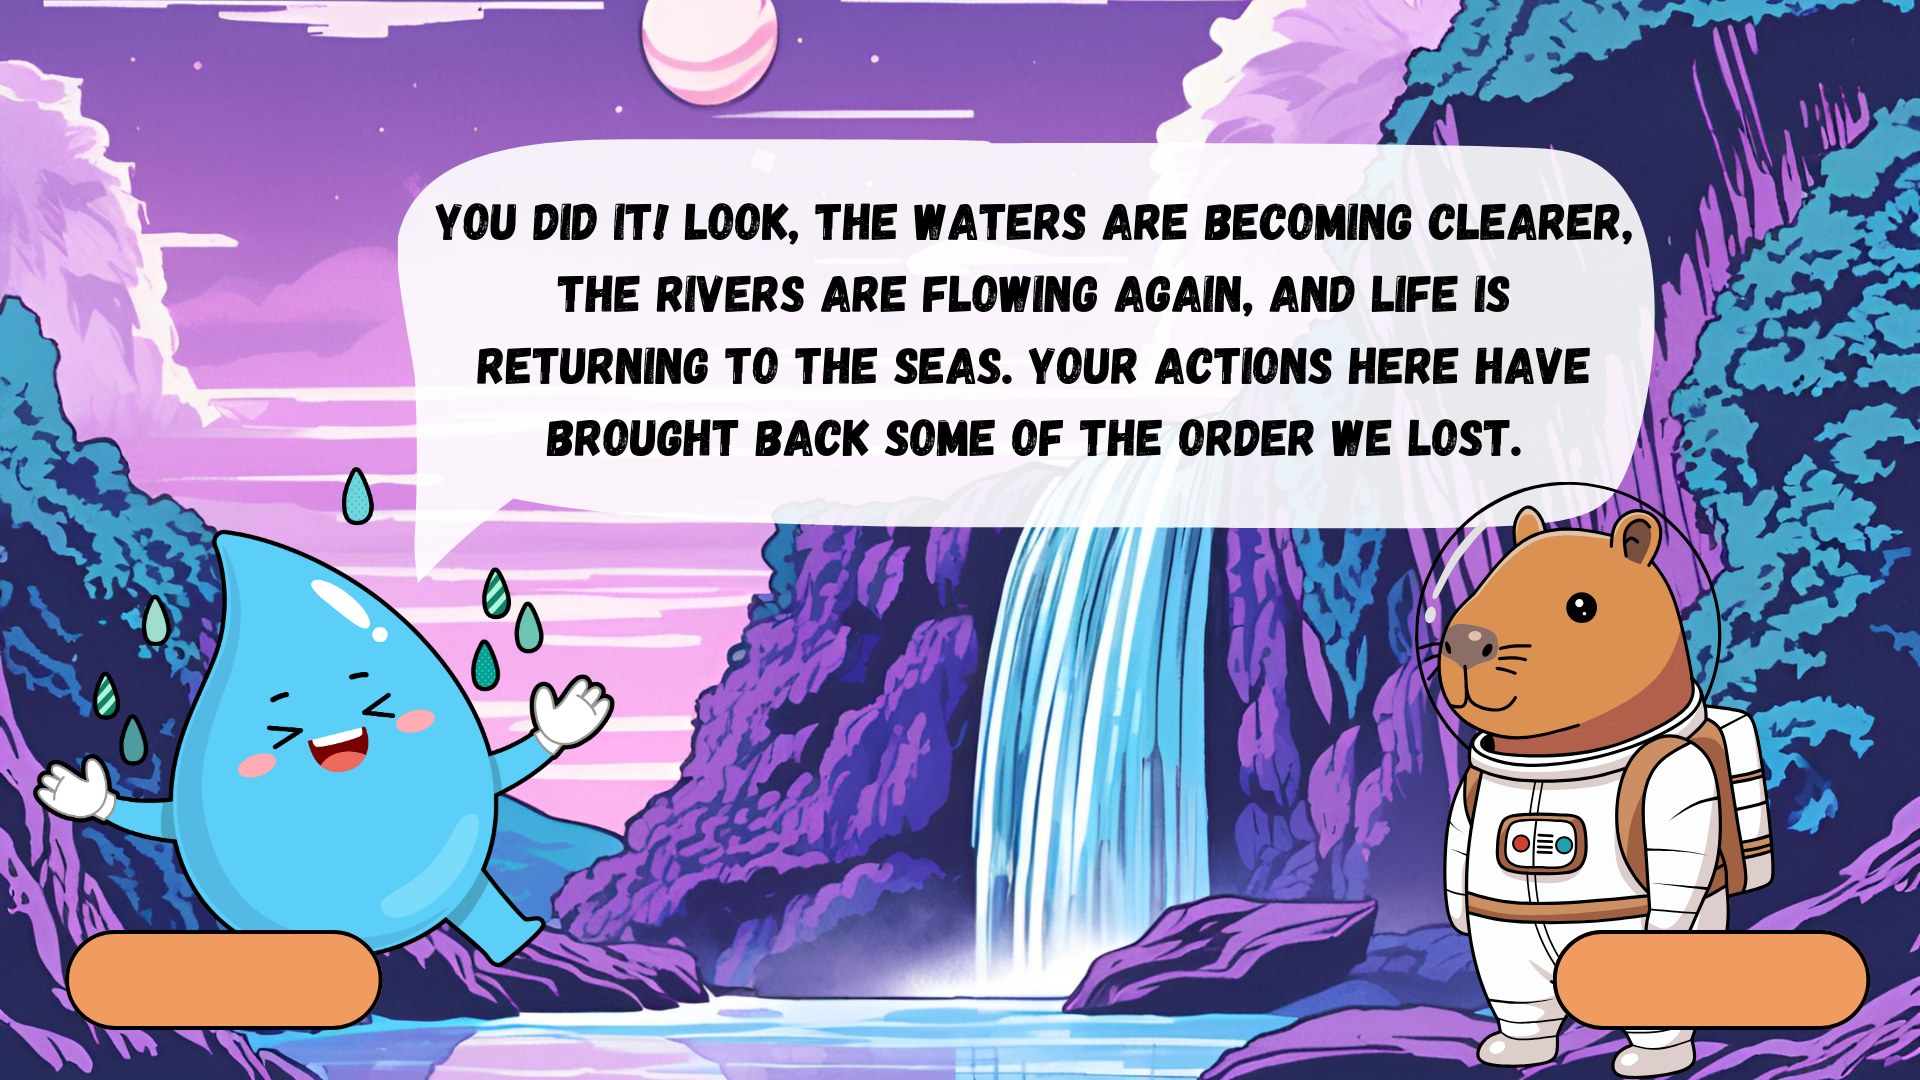 YOU DID IT! LOOK, THE WATERS ARE BECOMING CLEARER,
THE RIVERS ARE FLOWING AGAIN, AND LIFE IS
RETURNING TO THE SEAS. YOUR ACTIONS HERE HAVE
BROUGHT BACK SOME OF THE ORDER WE LOST.